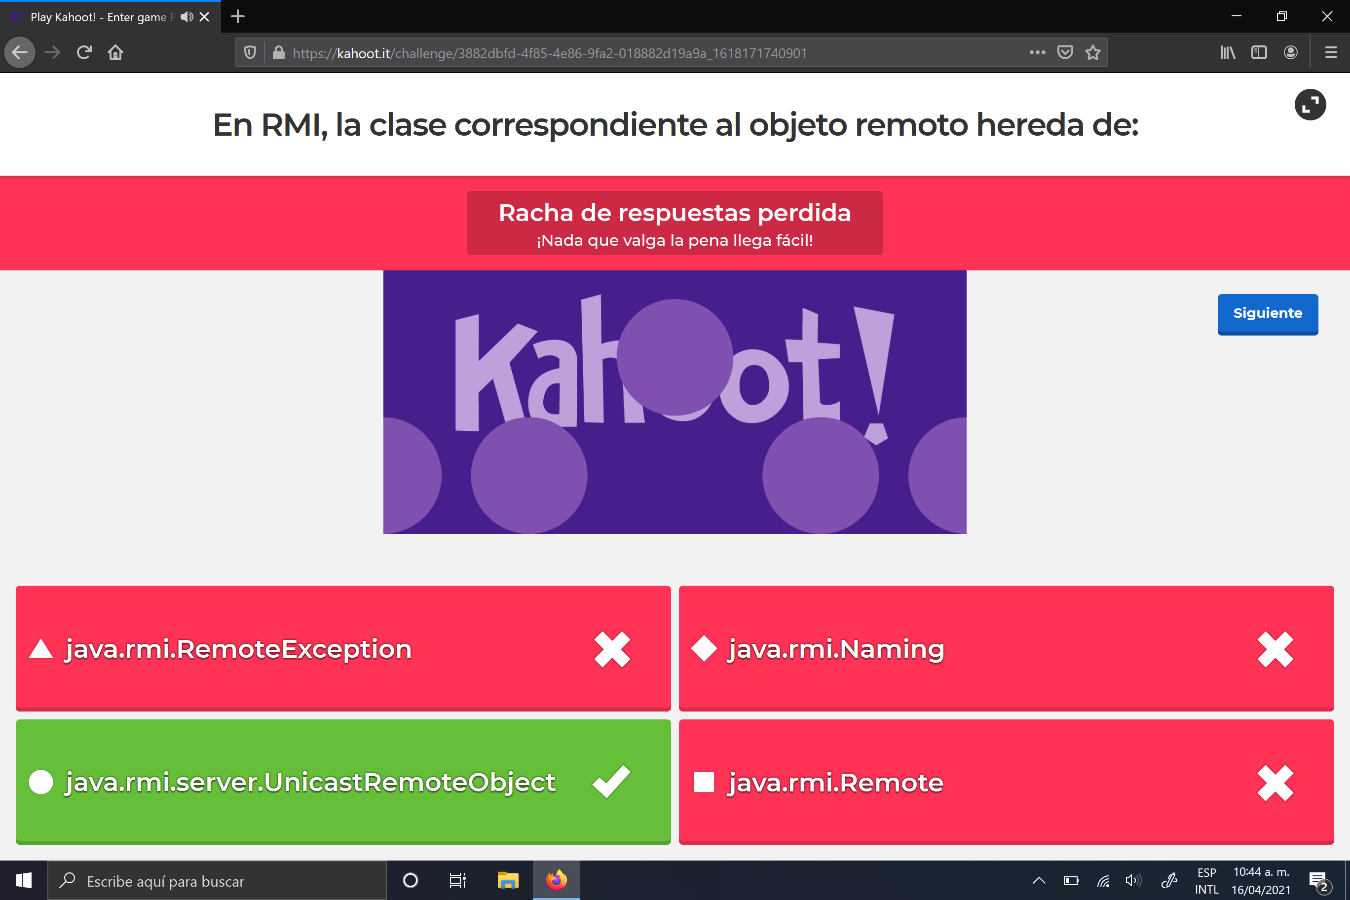 Play Kahoot! - Enter game P
https://kahoot.it/challenge/3882dbfd-4f85-4e86-9fa2-018882d19a9a_1618171740901
En RMI, la clase correspondiente al objeto remoto hereda de:
Racha de respuestas perdida
¡Nada que valga la pena llega fácil!
Kahoot!
Siguiente
java.rmi.RemoteException
java.rmi.Naming
java.rmi.server.UnicastRemoteObject
java.rmi.Remote
Escribe aquí para buscar
ESP
INTL
10:44 a. m.
16/04/2021
2